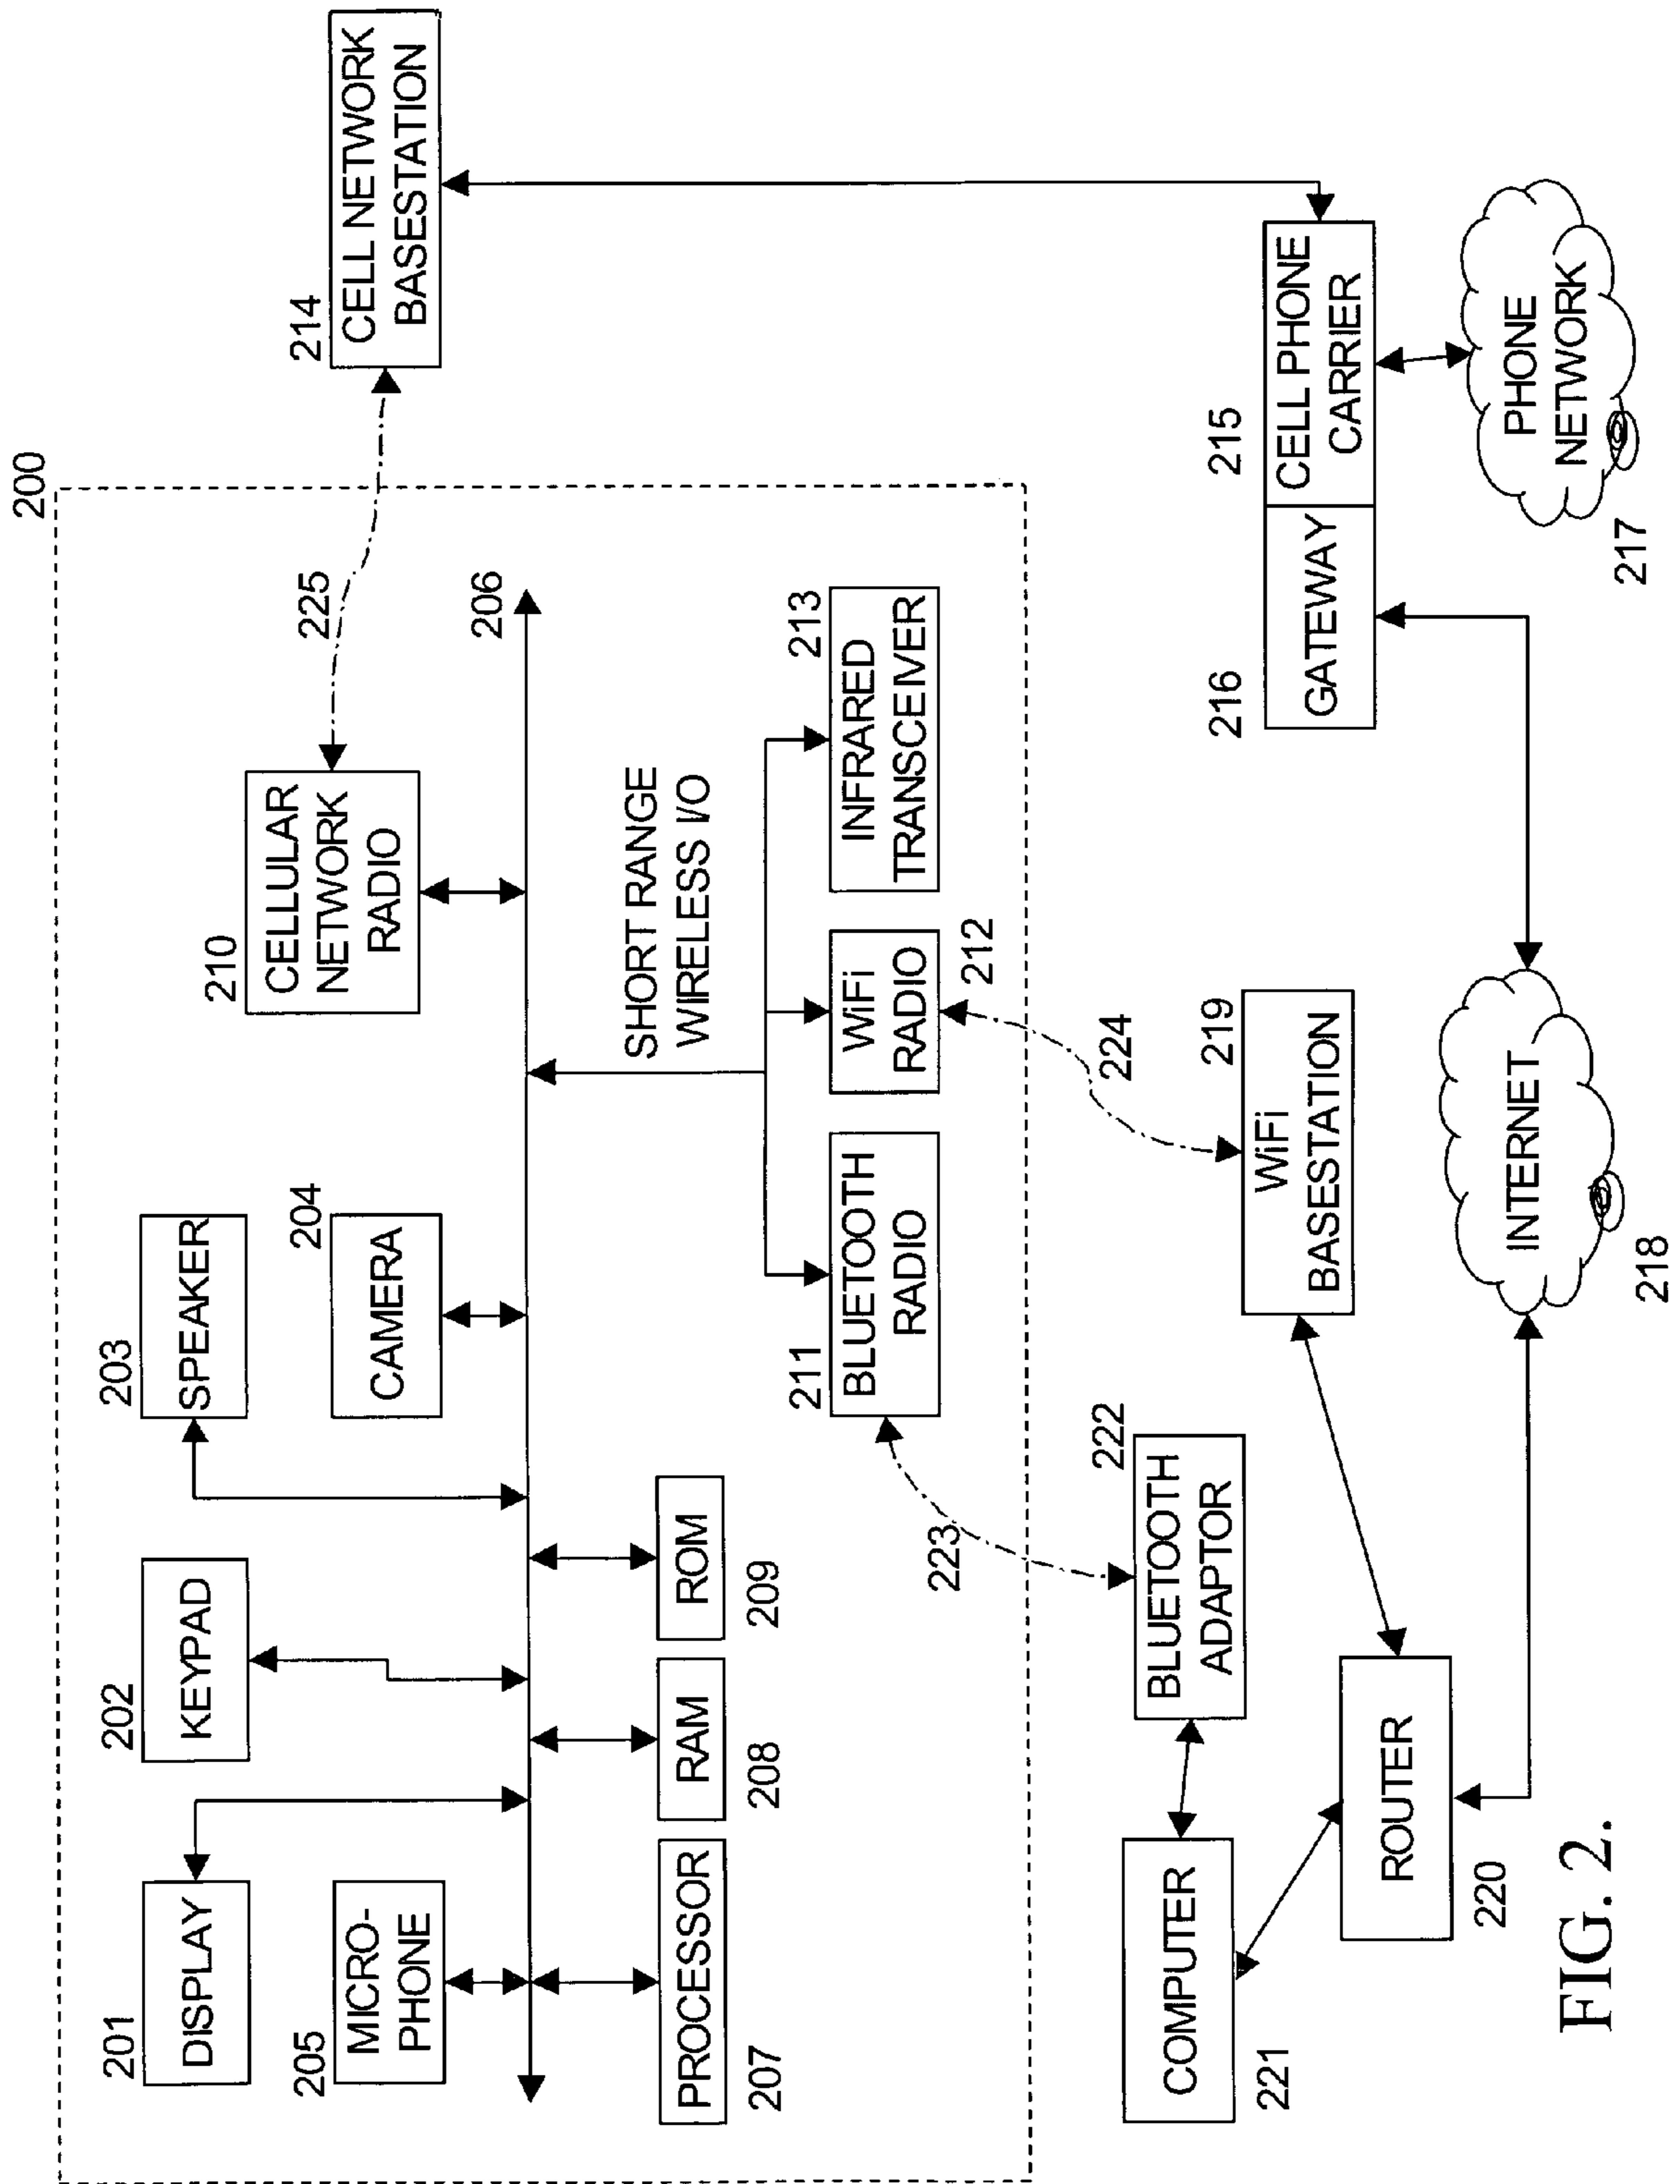 200
201
DISPLAY
202
KEYPAD
203
SPEAKER
205
MICRO-
PHONE
204
CAMERA
210
CELLULAR
NETWORK
RADIO
225
214
CELL NETWORK
BASESTATION
206
PROCESSOR
207
RAM
208
ROM
209
SHORT RANGE
WIRELESS I/O
211
BLUETOOTH
RADIO
WiFi
RADIO
212
213
INFRARED
TRANSCEIVER
223
224
222
BLUETOOTH
ADAPTOR
COMPUTER
221
219
WiFi
BASESTATION
216
GATEWAY
215
CELL PHONE
CARRIER
ROUTER
220
INTERNET
218
PHONE
NETWORK
217
FIG. 2.